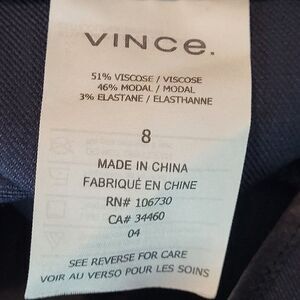 VINCE.
51% VISCOSE / VISCOSE
46% MODAL / MODAL
3% ELASTANE / ELASTHANNE
8
MADE IN CHINA
FABRIQUÉ EN CHINE
RN# 106730
CA# 34460
04
SEE REVERSE FOR CARE
VOIR AU VERSO POUR LES SOINS